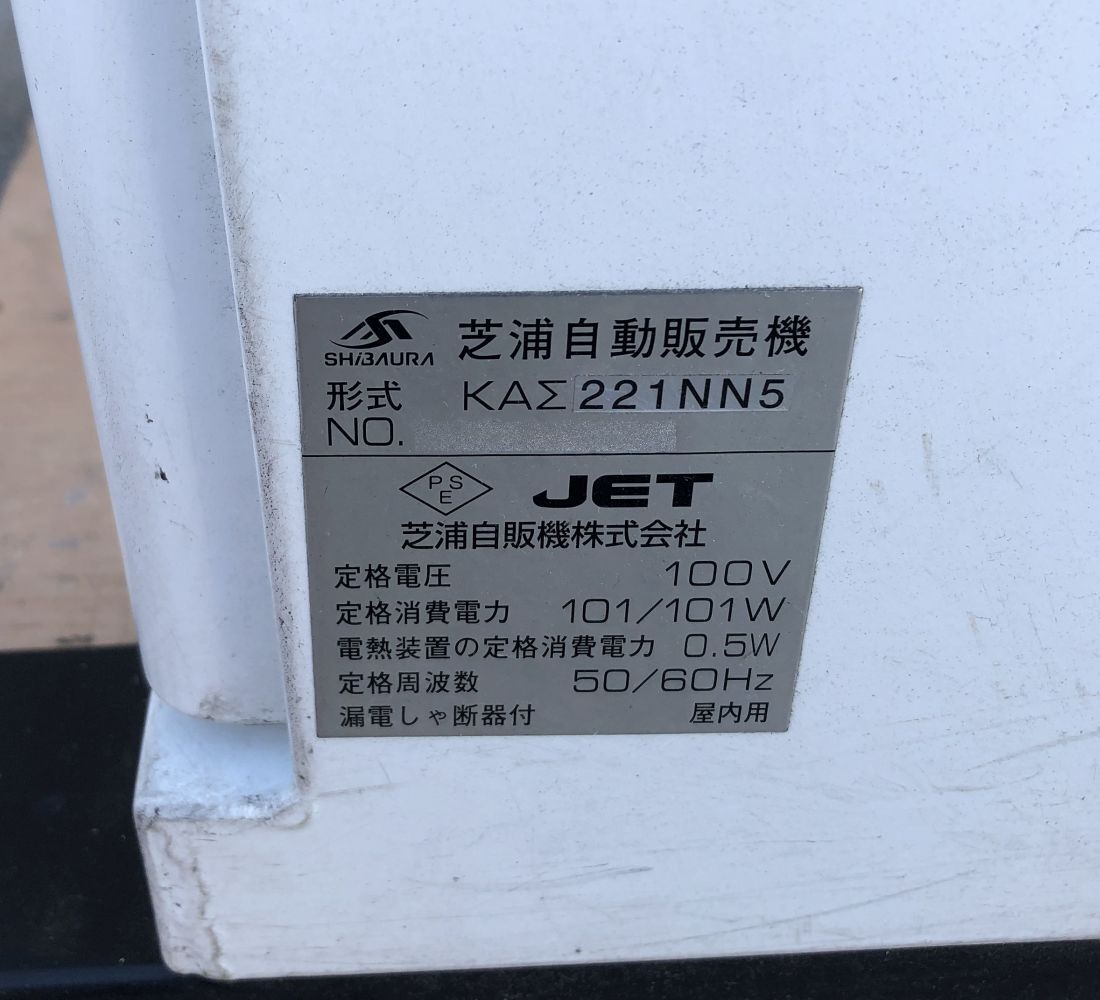 SHIBAURA 芝浦自動販売機
形式 KAΣ221NN5
NO.
PSE JET
芝浦自販機株式会社
定格電圧 100V
定格消費電力 101/101W
電熱装置の定格消費電力 0.5W
定格周波数 50/60Hz
漏電しゃ断器付 屋内用